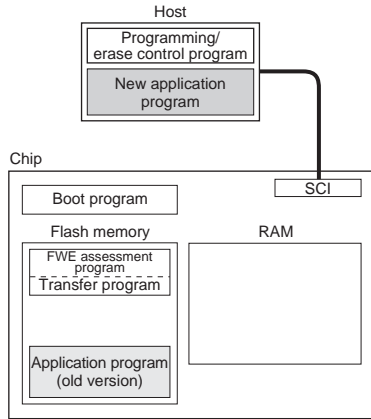 Host
Programming/
erase control program
New application
program
Chip
SCI
Boot program
Flash memory
RAM
FWE assessment
program
Transfer program
Application program
(old version)